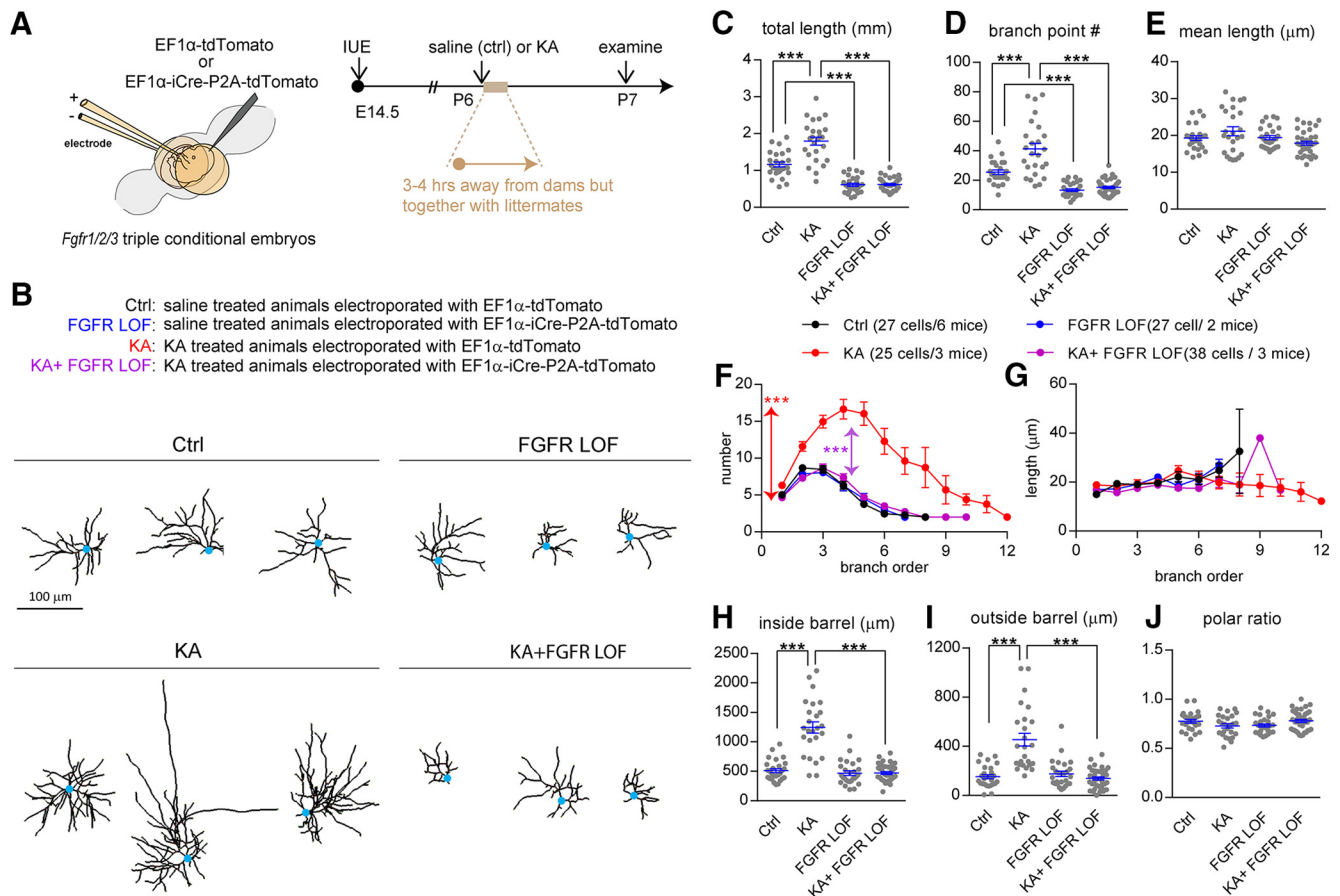 A
EF1α-tdTomato
or
EF1α-iCre-P2A-tdTomato
+
-
electrode
Fgfr1/2/3 triple conditional embryos
IUE
saline (ctrl) or KA
examine
//
E14.5
P6
P7
3-4 hrs away from dams but
together with littermates
B
Ctrl: saline treated animals electroporated with EF1α-tdTomato
FGFR LOF: saline treated animals electroporated with EF1α-iCre-P2A-tdTomato
KA: KA treated animals electroporated with EF1α-tdTomato
KA+ FGFR LOF: KA treated animals electroporated with EF1α-iCre-P2A-tdTomato
Ctrl
FGFR LOF
100 μm
KA
KA+FGFR LOF
C
total length (mm)
***
***
***
4
3
2
1
0
Ctrl
KA
FGFR LOF
KA+ FGFR LOF
D
branch point #
***
***
***
100
80
60
40
20
0
Ctrl
KA
FGFR LOF
KA+ FGFR LOF
E
mean length (μm)
40
30
20
10
0
Ctrl
KA
FGFR LOF
KA+ FGFR LOF
Ctrl (27 cells/6 mice)
FGFR LOF(27 cell/ 2 mice)
KA (25 cells/3 mice)
KA+ FGFR LOF(38 cells / 3 mice)
F
number
20
15
10
5
0
***
***
0
3
6
9
12
branch order
G
length (μm)
60
40
20
0
0
3
6
9
12
branch order
H
inside barrel (μm)
***
***
2500
2000
1500
1000
500
0
Ctrl
KA
FGFR LOF
KA+ FGFR LOF
I
outside barrel (μm)
***
***
1200
800
400
0
Ctrl
KA
FGFR LOF
KA+ FGFR LOF
J
polar ratio
1.5
1.0
0.5
0.0
Ctrl
KA
FGFR LOF
KA+ FGFR LOF